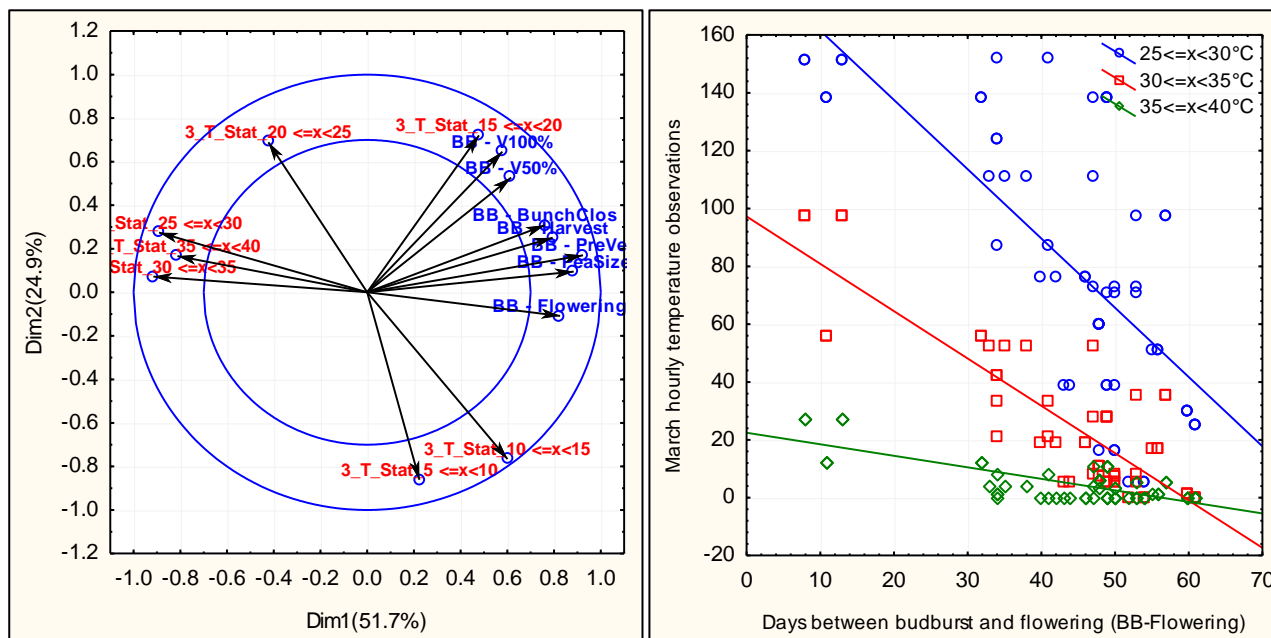 1.2
1.0
0.8
0.6
0.4
0.2
0.0
-0.2
-0.4
-0.6
-0.8
-1.0
-1.2
Dim2(24.9%)
3_T_Stat_20 <=x<25
3_T_Stat_15 <=x<20
BB - V100%
BB - V50%
BB - BunchClos
BB - Harvest
BB - PreVe
BB - PeaSize
BB - Flowering
_Stat_25 <=x<30
T_Stat_35 <=x<40
Stat_30 <=x<35
3_T_Stat_10 <=x<15
3_T_Stat_5 <=x<10
-1.0 -0.8 -0.6 -0.4 -0.2 0.0 0.2 0.4 0.6 0.8 1.0
Dim1(51.7%)
160
140
120
100
80
60
40
20
0
-20
March hourly temperature observations
25<=x<30°C
30<=x<35°C
35<=x<40°C
0 10 20 30 40 50 60 70
Days between budburst and flowering (BB-Flowering)